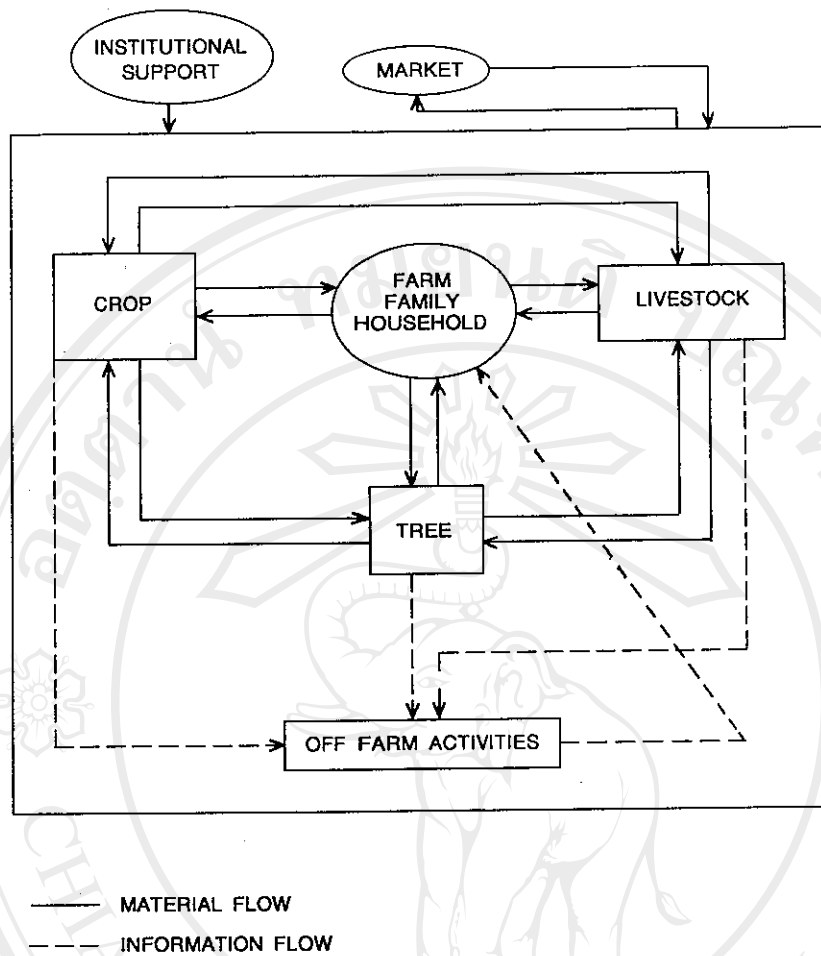 INSTITUTIONAL
SUPPORT
MARKET
CROP
FARM
FAMILY
HOUSEHOLD
LIVESTOCK
TREE
OFF FARM ACTIVITIES
MATERIAL FLOW
INFORMATION FLOW